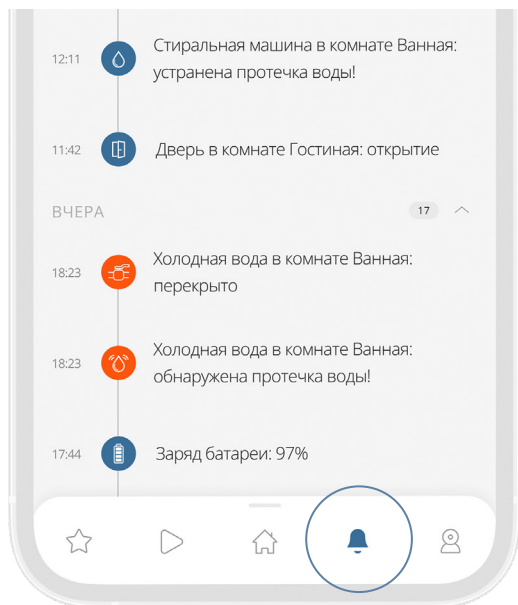 12:11
Стиральная машина в комнате Ванная:
устранена протечка воды!
11:42
Дверь в комнате Гостиная: открытие
ВЧЕРА
17
18:23
Холодная вода в комнате Ванная:
перекрыто
18:23
Холодная вода в комнате Ванная:
обнаружена протечка воды!
17:44
Заряд батареи: 97%